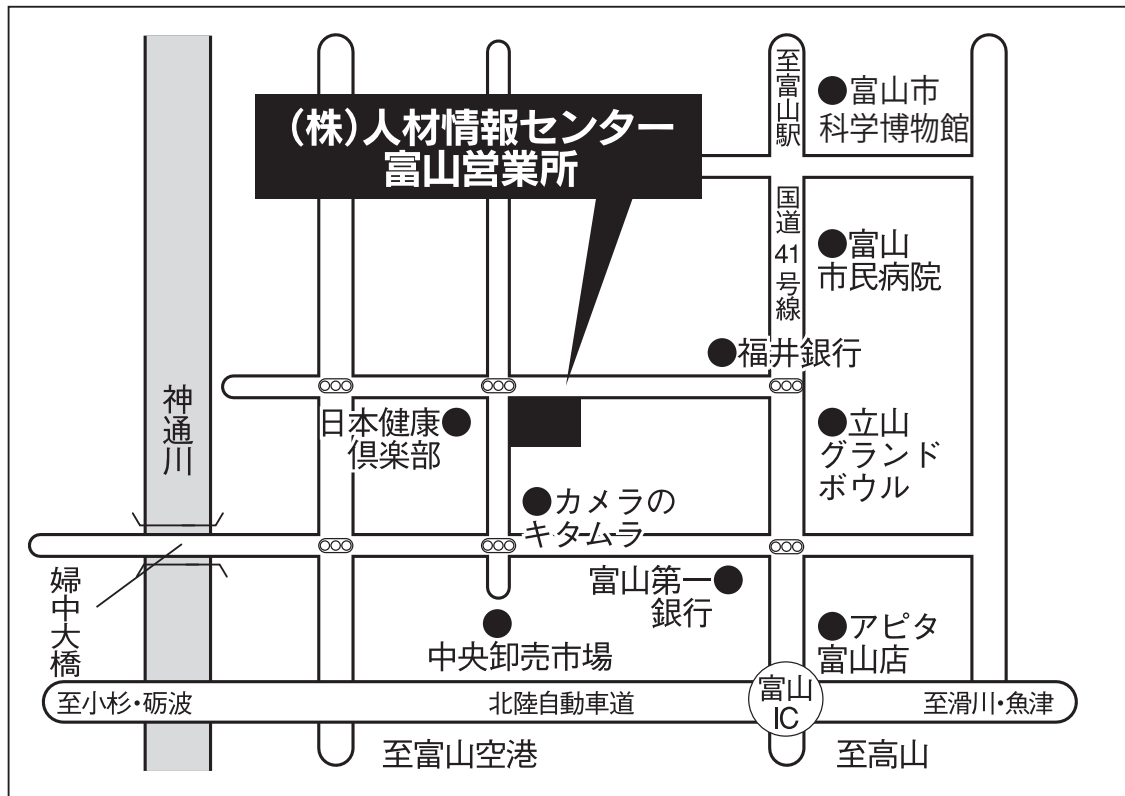 至富山駅
富山市
科学博物館
(株)人材情報センター
富山営業所
国道41号線
富山
市民病院
福井銀行
神通川
日本健康
倶楽部
立山
グランド
ボウル
カメラの
キタムラ
婦中大橋
富山第一
銀行
中央卸売市場
アピタ
富山店
至小杉・砺波
北陸自動車道
富山
IC
至滑川・魚津
至富山空港
至高山